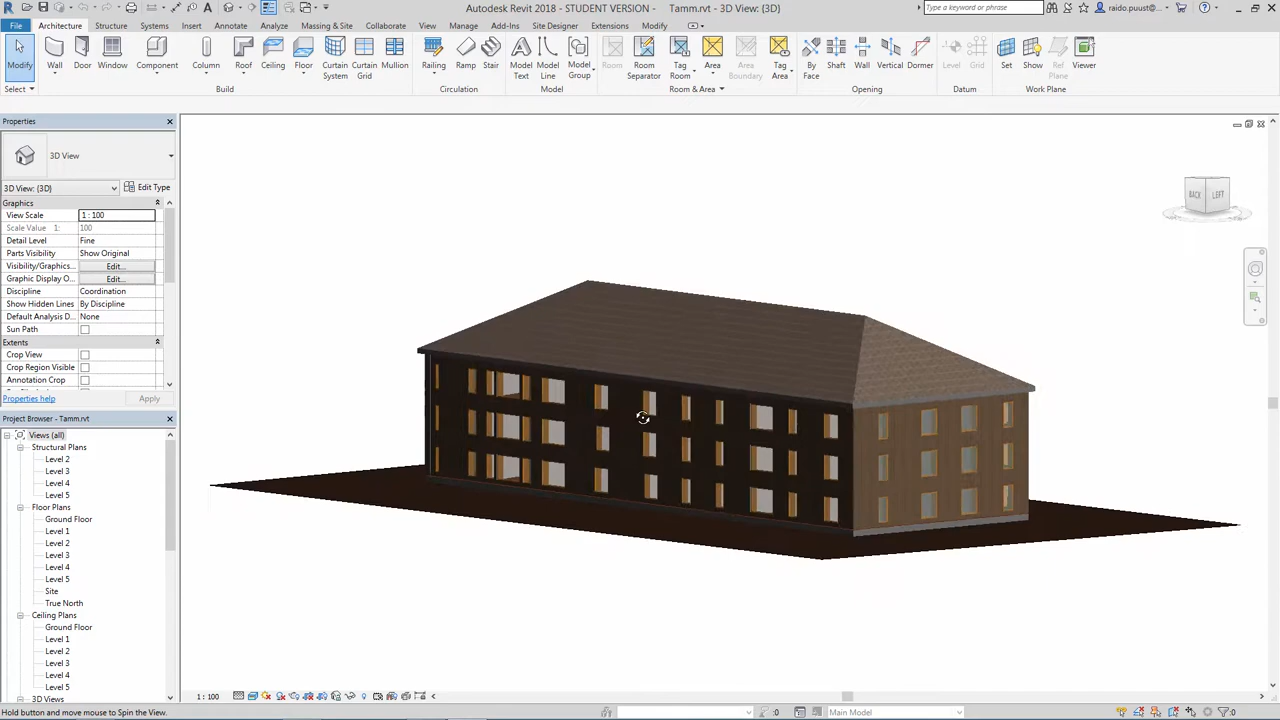 Autodesk Revit 2018 - STUDENT VERSION - Tamm.rvt - 3D View: {3D}
Type a keyword or phrase
raido.puust...
File Architecture Structure Systems Insert Annotate Analyze Massing & Site Collaborate View Manage Add-Ins Site Designer Extensions Modify
Modify Wall Door Window Component Column Roof Ceiling Floor Curtain System Curtain Grid Mullion Railing Ramp Stair Model Text Model Line Model Group Room Room Separator Tag Room Area Area Boundary Tag Area By Face Shaft Wall Vertical Dormer Level Grid Set Show Ref Plane Viewer
Select Build Circulation Model Room & Area Opening Datum Work Plane
Properties
3D View
3D View: {3D} Edit Type
Graphics
View Scale 1 : 100
Scale Value 1: 100
Detail Level Fine
Parts Visibility Show Original
Visibility/Graphics... Edit...
Graphic Display O... Edit...
Discipline Coordination
Show Hidden Lines By Discipline
Default Analysis D... None
Sun Path
Extents
Crop View
Crop Region Visible
Annotation Crop
Properties help Apply
Project Browser - Tamm.rvt
Views (all)
Structural Plans
Level 2
Level 3
Level 4
Level 5
Floor Plans
Ground Floor
Level 1
Level 2
Level 3
Level 4
Level 5
Site
True North
Ceiling Plans
Ground Floor
Level 1
Level 2
Level 3
Level 4
Level 5
3D Views
BACK LEFT
1 : 100
Hold button and move mouse to Spin the View.
:0 Main Model :0